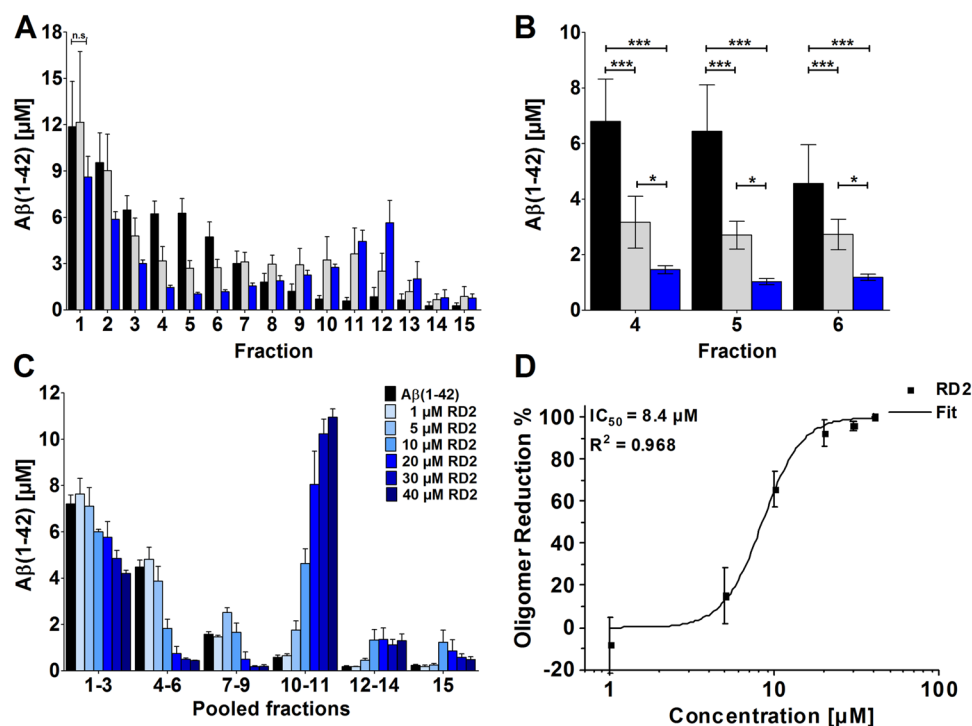 A
n.s
Aβ(1-42) [µM]
18
15
12
9
6
3
0
1 2 3 4 5 6 7 8 9 10 11 12 13 14 15
Fraction
B
Aβ(1-42) [µM]
10
8
6
4
2
0
*** *** ***
*** *** ***
* * *
4 5 6
Fraction
C
Aβ(1-42) [µM]
12
10
8
6
4
2
0
Aβ(1-42)
1 µM RD2
5 µM RD2
10 µM RD2
20 µM RD2
30 µM RD2
40 µM RD2
1-3 4-6 7-9 10-11 12-14 15
Pooled fractions
D
RD2
Fit
IC50 = 8.4 µM
R² = 0.968
Oligomer Reduction %
100
80
60
40
20
0
-20
1 10 100
Concentration [µM]